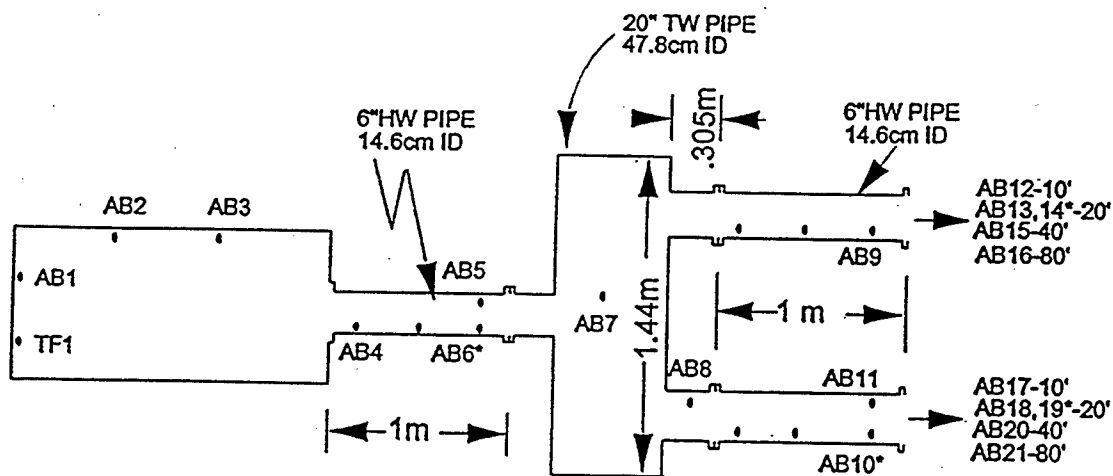 20" TW PIPE
47.8cm ID
6"HW PIPE
14.6cm ID
.305m
6"HW PIPE
14.6cm ID
AB2
AB3
AB1
TF1
AB5
AB4
AB6*
AB7
1.44m
AB9
AB12-10'
AB13,14*-20'
AB15-40'
AB16-80'
1 m
1m
AB8
AB11
AB10*
AB17-10'
AB18,19*-20'
AB20-40'
AB21-80'